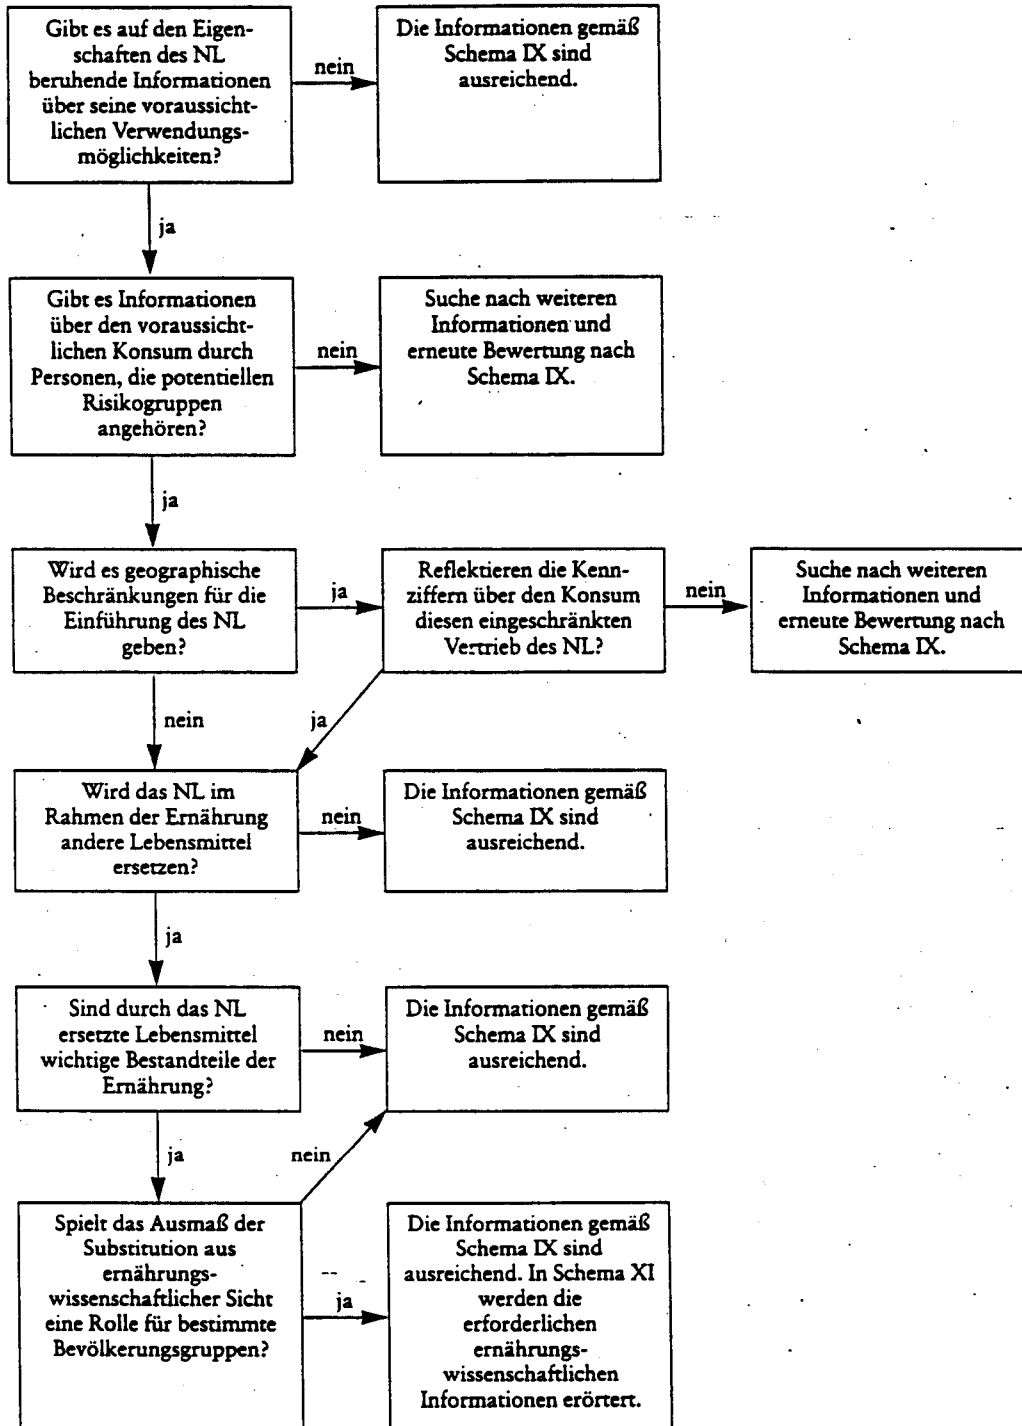 Gibt es auf den Eigen-
schaften des NL
beruhende Informationen
über seine voraussicht-
lichen Verwendungs-
möglichkeiten?
nein
Die Informationen gemäß
Schema IX sind
ausreichend.
ja
Gibt es Informationen
über den voraussicht-
lichen Konsum durch
Personen, die potentiellen
Risikogruppen
angehören?
nein
Suche nach weiteren
Informationen und
erneute Bewertung nach
Schema IX.
ja
Wird es geographische
Beschränkungen für die
Einführung des NL
geben?
ja
Reflektieren die Kenn-
ziffern über den Konsum
diesen eingeschränkten
Vertrieb des NL?
nein
Suche nach weiteren
Informationen und
erneute Bewertung nach
Schema IX.
nein
ja
Wird das NL im
Rahmen der Ernährung
andere Lebensmittel
ersetzen?
nein
Die Informationen gemäß
Schema IX sind
ausreichend.
ja
Sind durch das NL
ersetzte Lebensmittel
wichtige Bestandteile der
Ernährung?
nein
Die Informationen gemäß
Schema IX sind
ausreichend.
ja
nein
Spielt das Ausmaß der
Substitution aus
ernährungs-
wissenschaftlicher Sicht
eine Rolle für bestimmte
Bevölkerungsgruppen?
ja
Die Informationen gemäß
Schema IX sind
ausreichend. In Schema XI
werden die
erforderlichen
ernährungs-
wissenschaftlichen
Informationen erörtert.